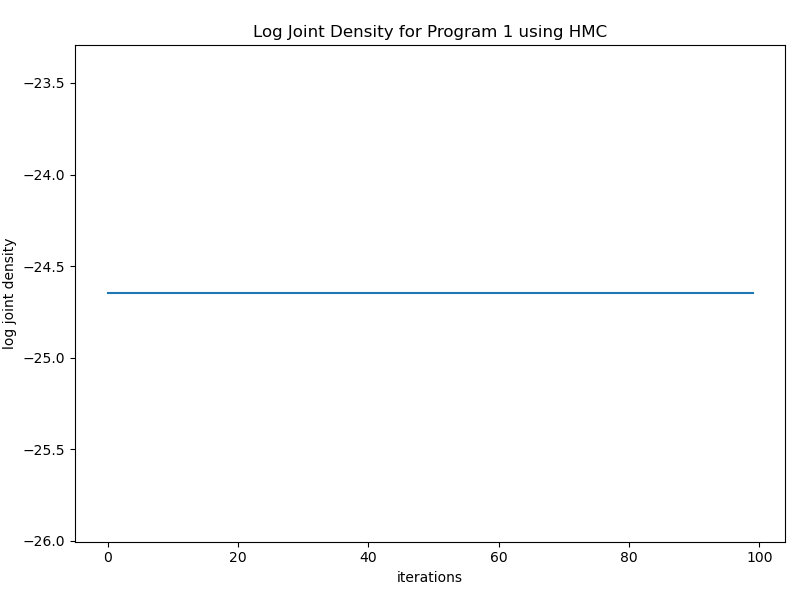 Log Joint Density for Program 1 using HMC
−23.5
−24.0
−24.5
−25.0
−25.5
−26.0
log joint density
0 20 40 60 80 100
iterations